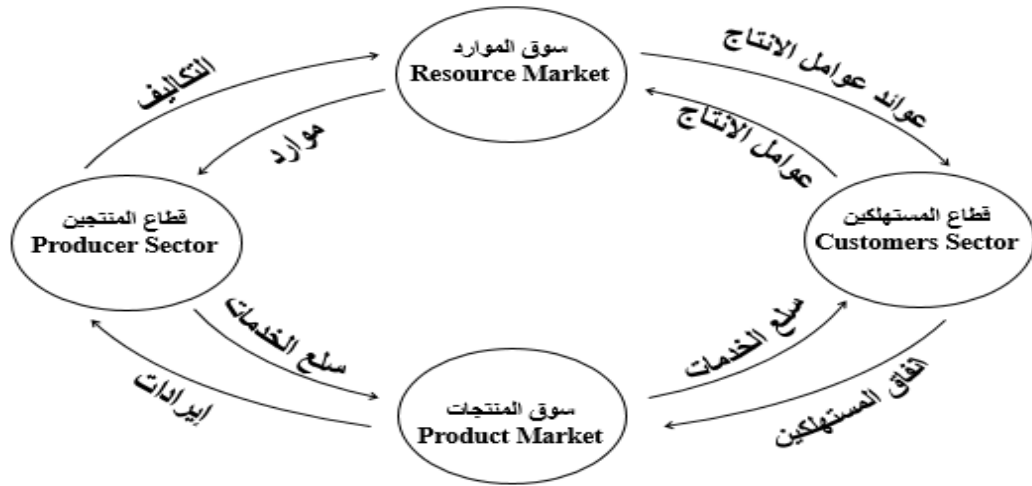 سوق الموارد
Resource Market
التكاليف
عوائد عوامل الانتاج
موارد
عوامل الانتاج
قطاع المنتجين
Producer Sector
قطاع المستهلكين
Customers Sector
سلع الخدمات
سلع الخدمات
إيرادات
انفاق المستهلكين
سوق المنتجات
Product Market